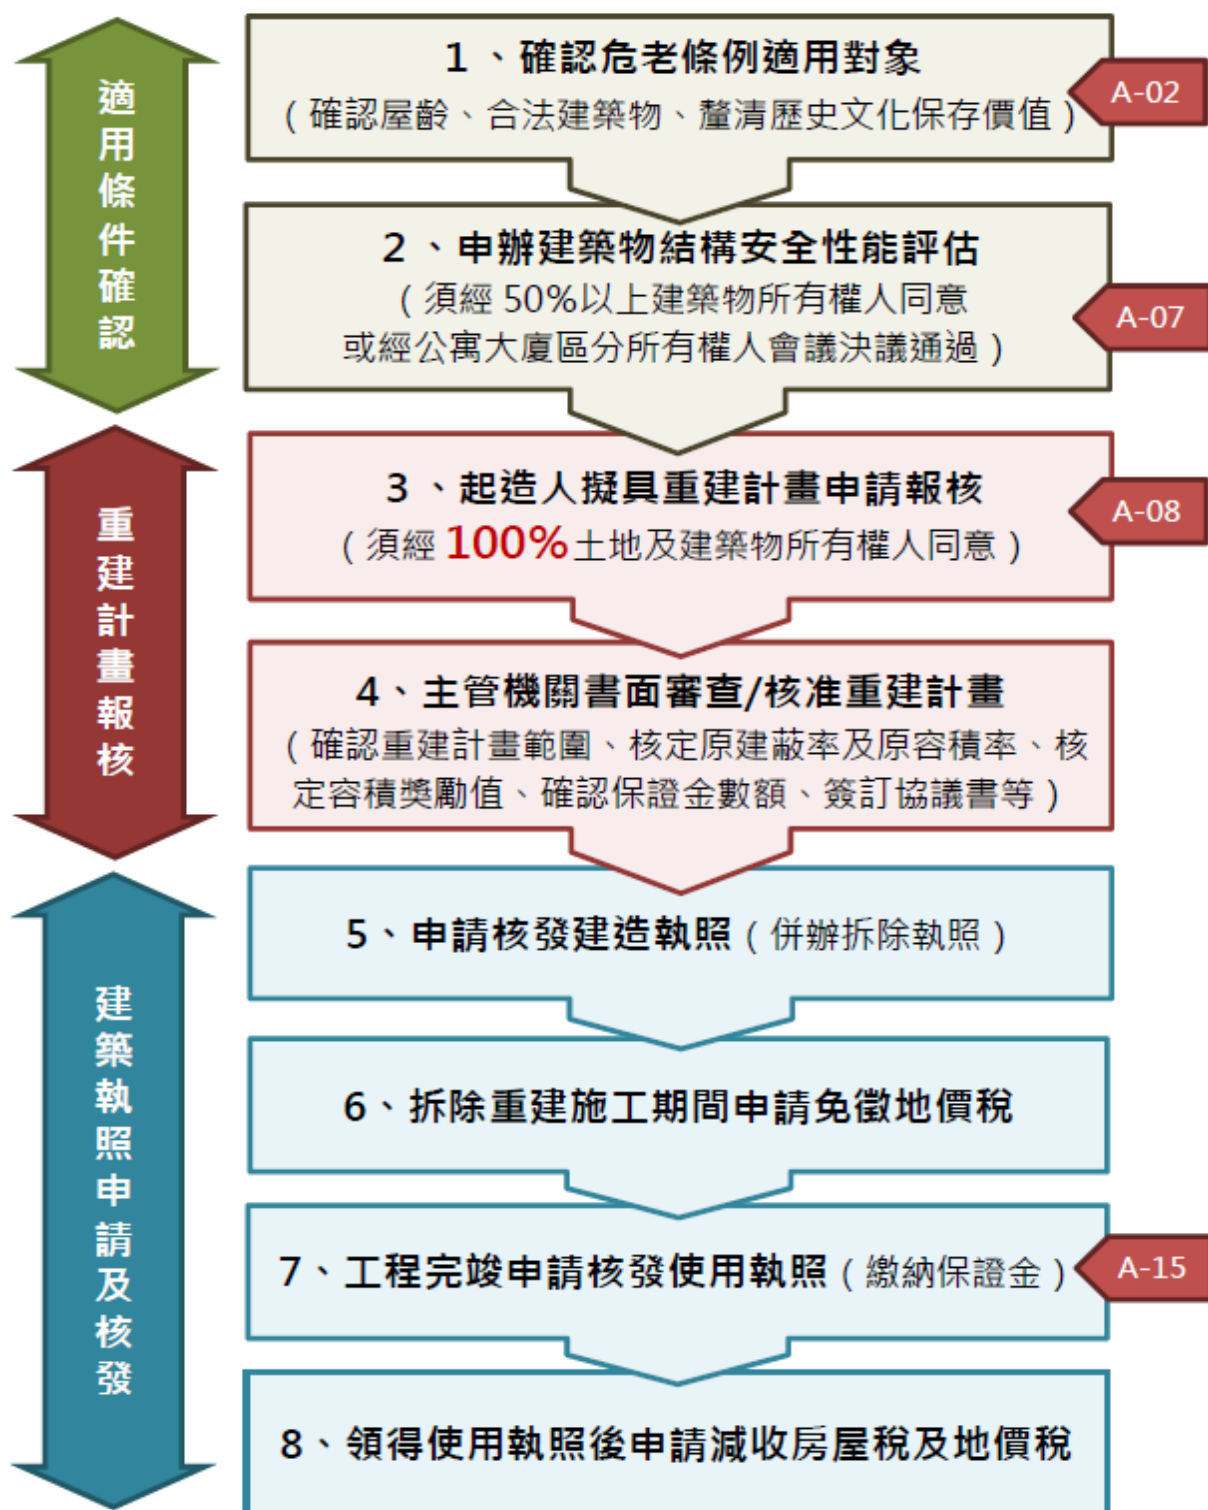 適用條件確認
1、確認危老條例適用對象
（確認屋齡、合法建築物、釐清歷史文化保存價值）
A-02
2、申辦建築物結構安全性能評估
（須經 50%以上建築物所有權人同意
或經公寓大廈區分所有權人會議決議通過）
A-07
重建計畫報核
3、起造人擬具重建計畫申請報核
（須經 100%土地及建築物所有權人同意）
A-08
4、主管機關書面審查/核准重建計畫
（確認重建計畫範圍、核定原建蔽率及原容積率、核
定容積獎勵值、確認保證金數額、簽訂協議書等）
建築執照申請及核發
5、申請核發建造執照（併辦拆除執照）
6、拆除重建施工期間申請免徵地價稅
7、工程完竣申請核發使用執照（繳納保證金）
A-15
8、領得使用執照後申請減收房屋稅及地價稅